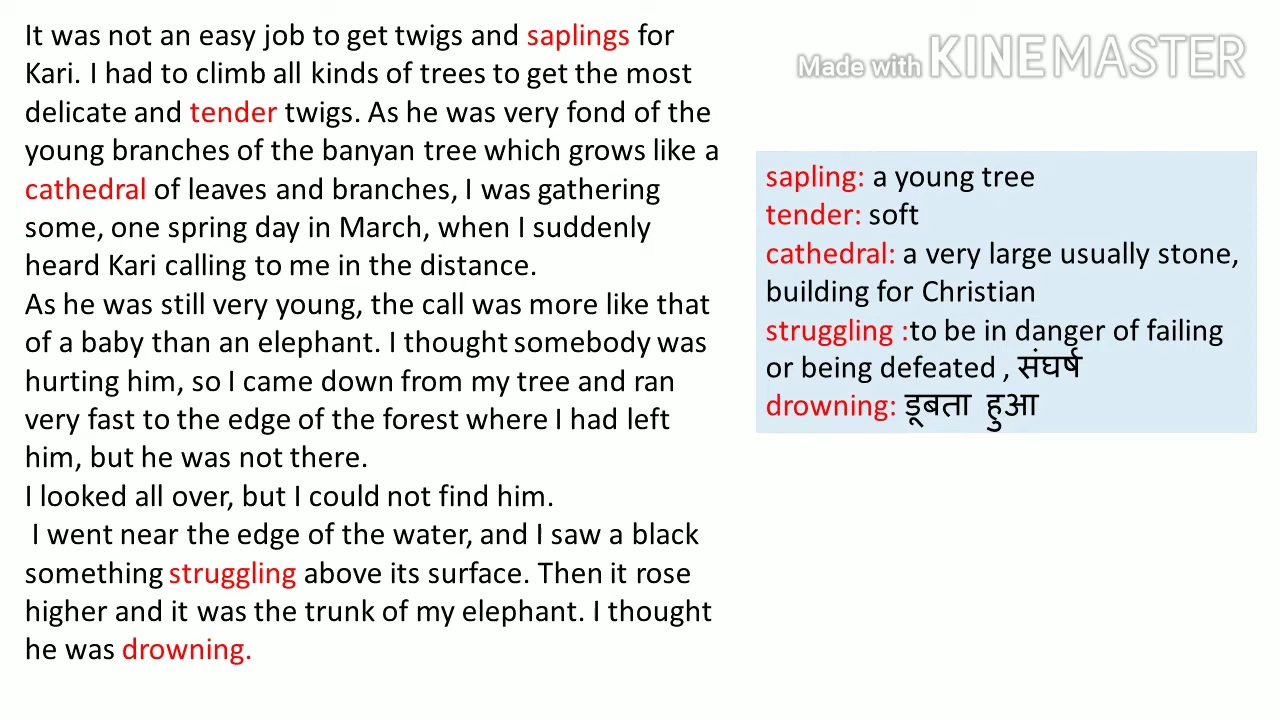 It was not an easy job to get twigs and saplings for
Kari. I had to climb all kinds of trees to get the most
delicate and tender twigs. As he was very fond of the
young branches of the banyan tree which grows like a
cathedral of leaves and branches, I was gathering
some, one spring day in March, when I suddenly
heard Kari calling to me in the distance.
As he was still very young, the call was more like that
of a baby than an elephant. I thought somebody was
hurting him, so I came down from my tree and ran
very fast to the edge of the forest where I had left
him, but he was not there.
I looked all over, but I could not find him.
I went near the edge of the water, and I saw a black
something struggling above its surface. Then it rose
higher and it was the trunk of my elephant. I thought
he was drowning.
Made with KINEMASTER
sapling: a young tree
tender: soft
cathedral: a very large usually stone,
building for Christian
struggling :to be in danger of failing
or being defeated , संघर्ष
drowning: डूबता हुआ